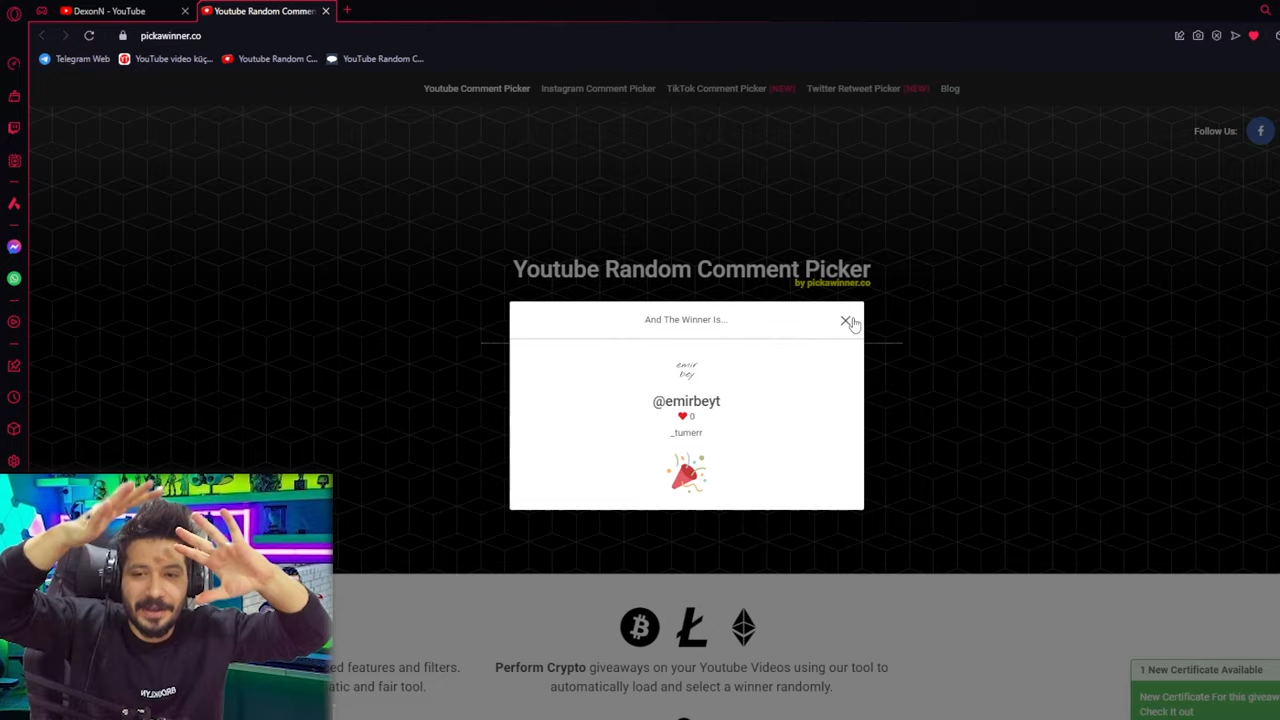 DexonN - YouTube
Youtube Random Commen
pickawinner.co
Telegram Web
YouTube video küç...
Youtube Random C...
YouTube Random C...
Youtube Comment Picker
Instagram Comment Picker
TikTok Comment Picker (NEW)
Twitter Retweet Picker (NEW)
Blog
Follow Us:
Youtube Random Comment Picker
by pickawinner.co
And The Winner Is...
emir
bey
@emirbeyt
0
_tumerr
ed features and filters.
atic and fair tool.
Perform Crypto giveaways on your Youtube Videos using our tool to
automatically load and select a winner randomly.
1 New Certificate Available
New Certificate For this giveaw
Check It out